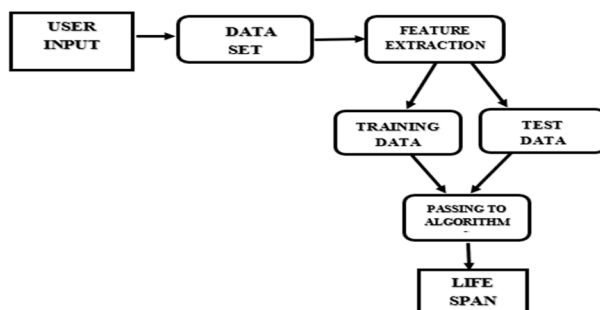 USER
INPUT
DATA
SET
FEATURE
EXTRACTION
TRAINING
DATA
TEST
DATA
PASSING TO
ALGORITHM
LIFE
SPAN